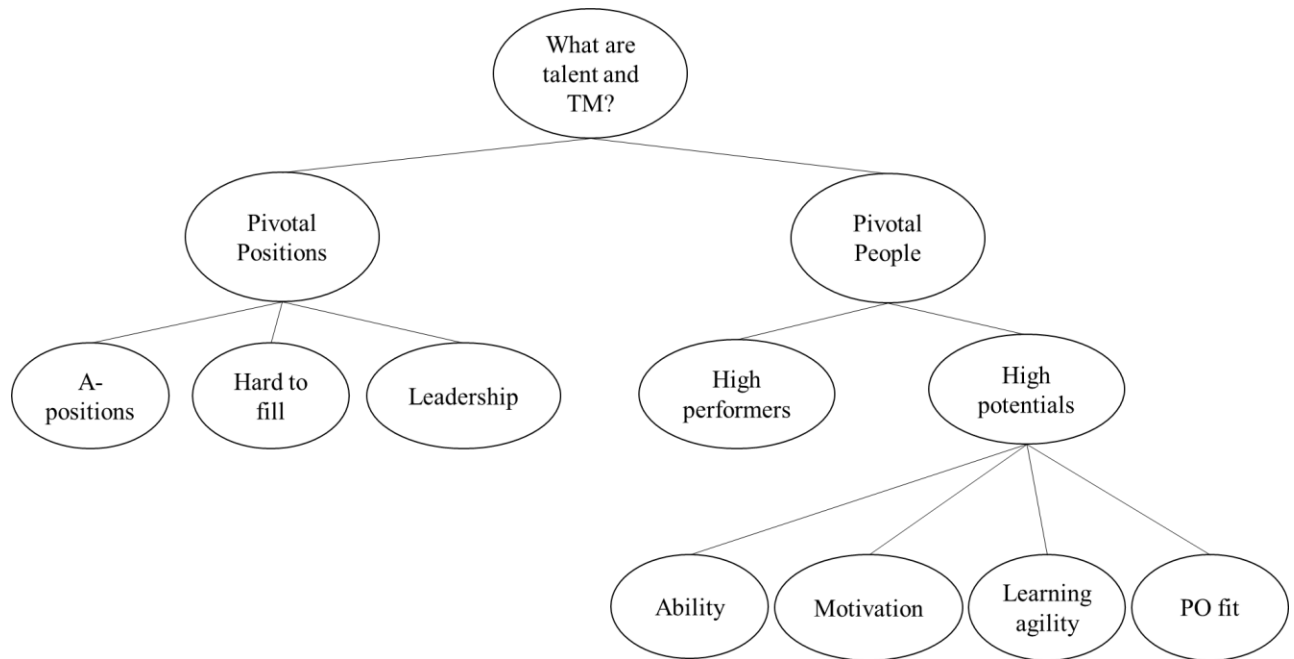 What are
talent and
TM?
Pivotal
Positions
Pivotal
People
A-
positions
Hard to
fill
Leadership
High
performers
High
potentials
Ability
Motivation
Learning
agility
PO fit